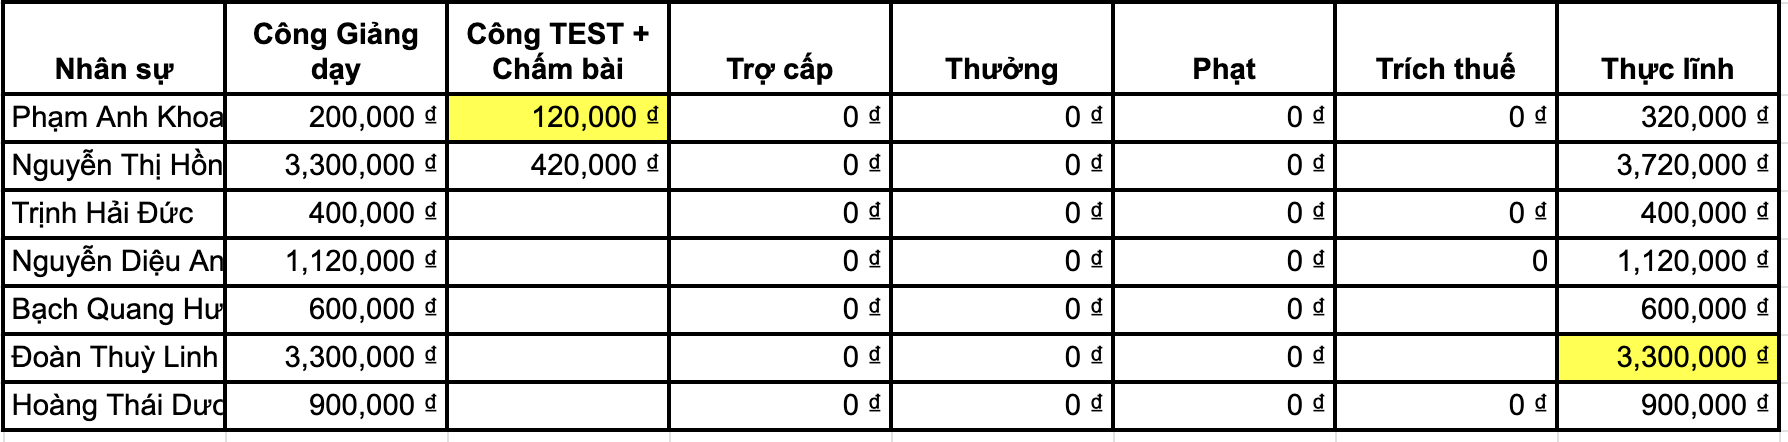 Nhân sự | Công Giảng dạy | Công TEST + Chấm bài | Trợ cấp | Thưởng | Phạt | Trích thuế | Thực lĩnh
Phạm Anh Khoa | 200,000 ₫ | 120,000 ₫ | 0 ₫ | 0 ₫ | 0 ₫ | 0 ₫ | 320,000 ₫
Nguyễn Thị Hồn | 3,300,000 ₫ | 420,000 ₫ | 0 ₫ | 0 ₫ | 0 ₫ | | 3,720,000 ₫
Trịnh Hải Đức | 400,000 ₫ | | 0 ₫ | 0 ₫ | 0 ₫ | 0 ₫ | 400,000 ₫
Nguyễn Diệu An | 1,120,000 ₫ | | 0 ₫ | 0 ₫ | 0 ₫ | 0 | 1,120,000 ₫
Bạch Quang Hư | 600,000 ₫ | | 0 ₫ | 0 ₫ | 0 ₫ | | 600,000 ₫
Đoàn Thuỳ Linh | 3,300,000 ₫ | | 0 ₫ | 0 ₫ | 0 ₫ | | 3,300,000 ₫
Hoàng Thái Dươ | 900,000 ₫ | | 0 ₫ | 0 ₫ | 0 ₫ | 0 ₫ | 900,000 ₫